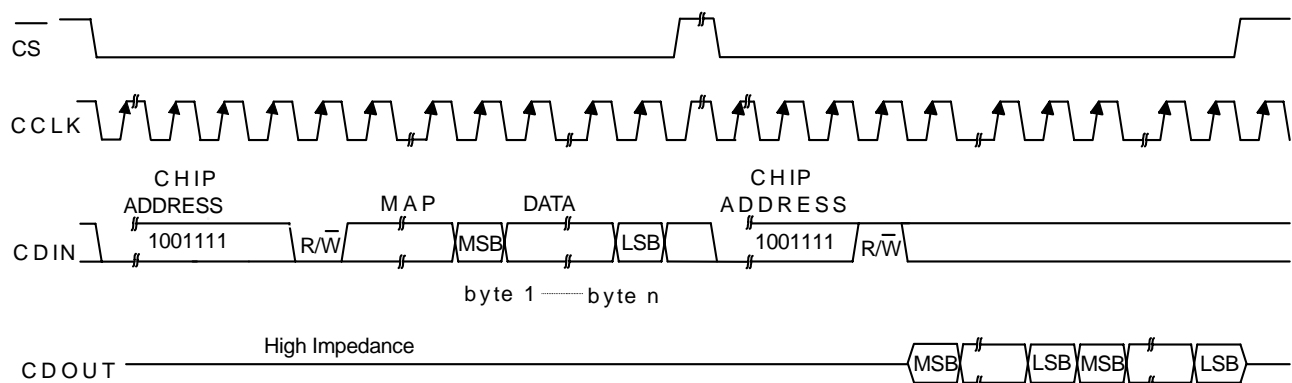 CS
CCLK
CHIP
ADDRESS
MAP
DATA
CHIP
ADDRESS
CDIN
1001111
R/W
MSB
LSB
1001111
R/W
byte 1
byte n
High Impedance
CDOUT
MSB
LSB
MSB
LSB